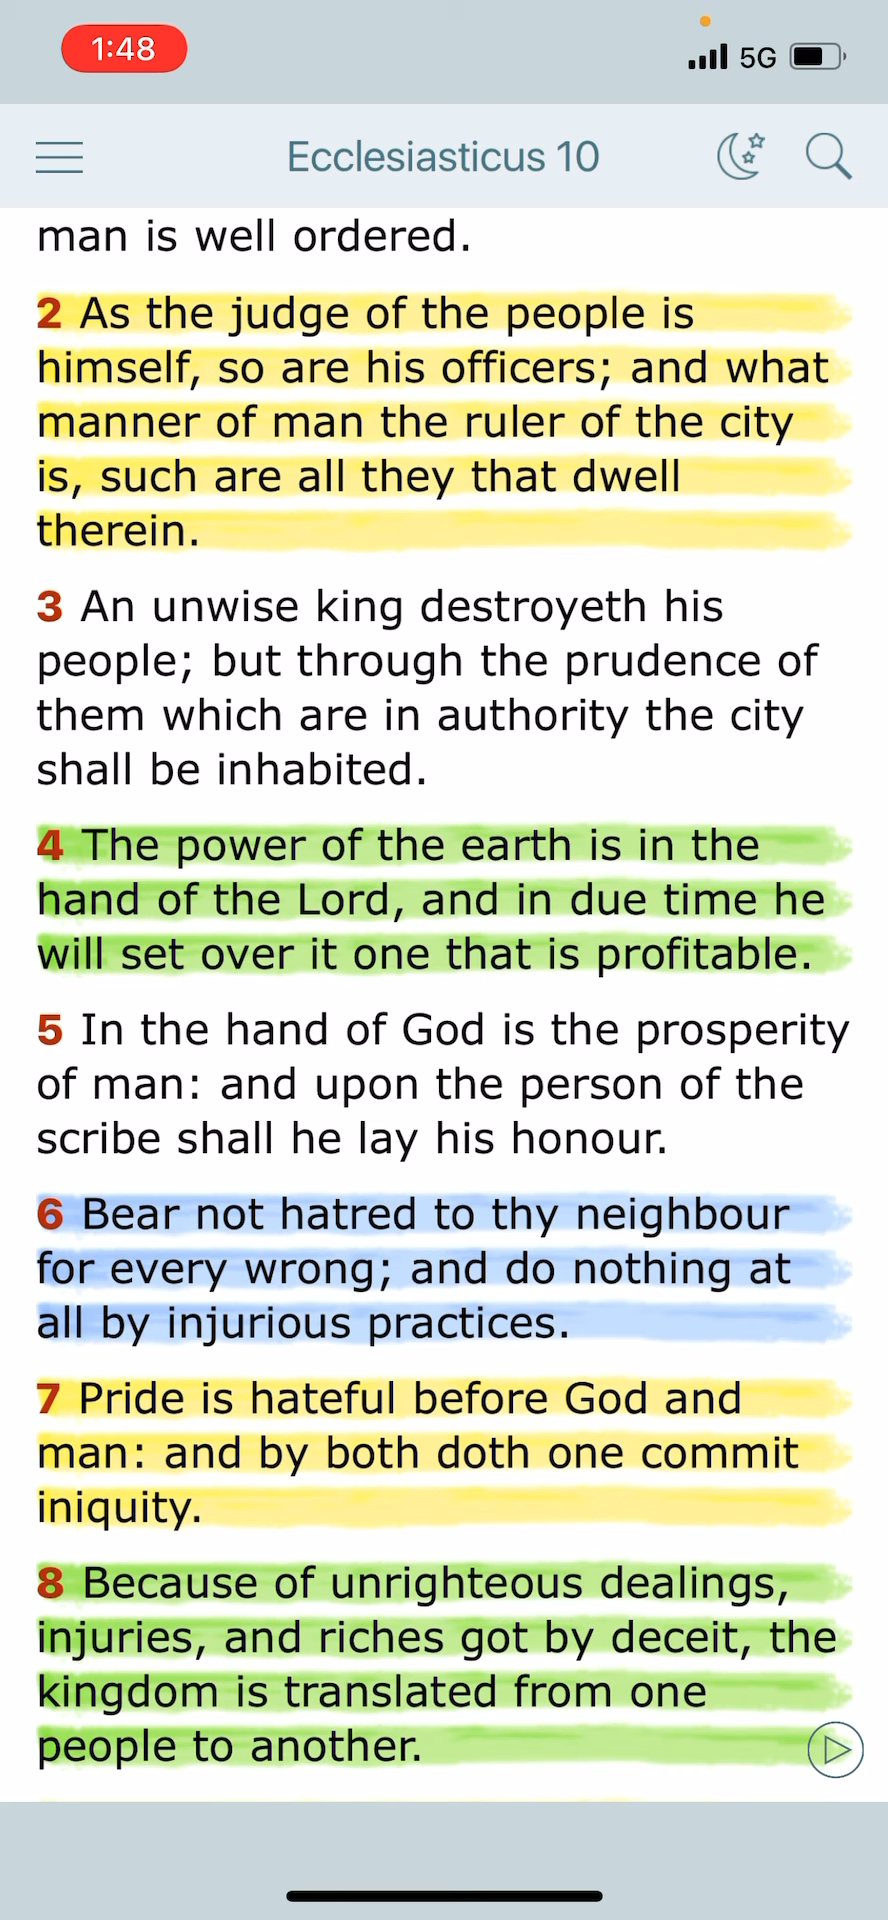 1:48
5G
Ecclesiasticus 10
man is well ordered.
2 As the judge of the people is
himself, so are his officers; and what
manner of man the ruler of the city
is, such are all they that dwell
therein.
3 An unwise king destroyeth his
people; but through the prudence of
them which are in authority the city
shall be inhabited.
4 The power of the earth is in the
hand of the Lord, and in due time he
will set over it one that is profitable.
5 In the hand of God is the prosperity
of man: and upon the person of the
scribe shall he lay his honour.
6 Bear not hatred to thy neighbour
for every wrong; and do nothing at
all by injurious practices.
7 Pride is hateful before God and
man: and by both doth one commit
iniquity.
8 Because of unrighteous dealings,
injuries, and riches got by deceit, the
kingdom is translated from one
people to another.